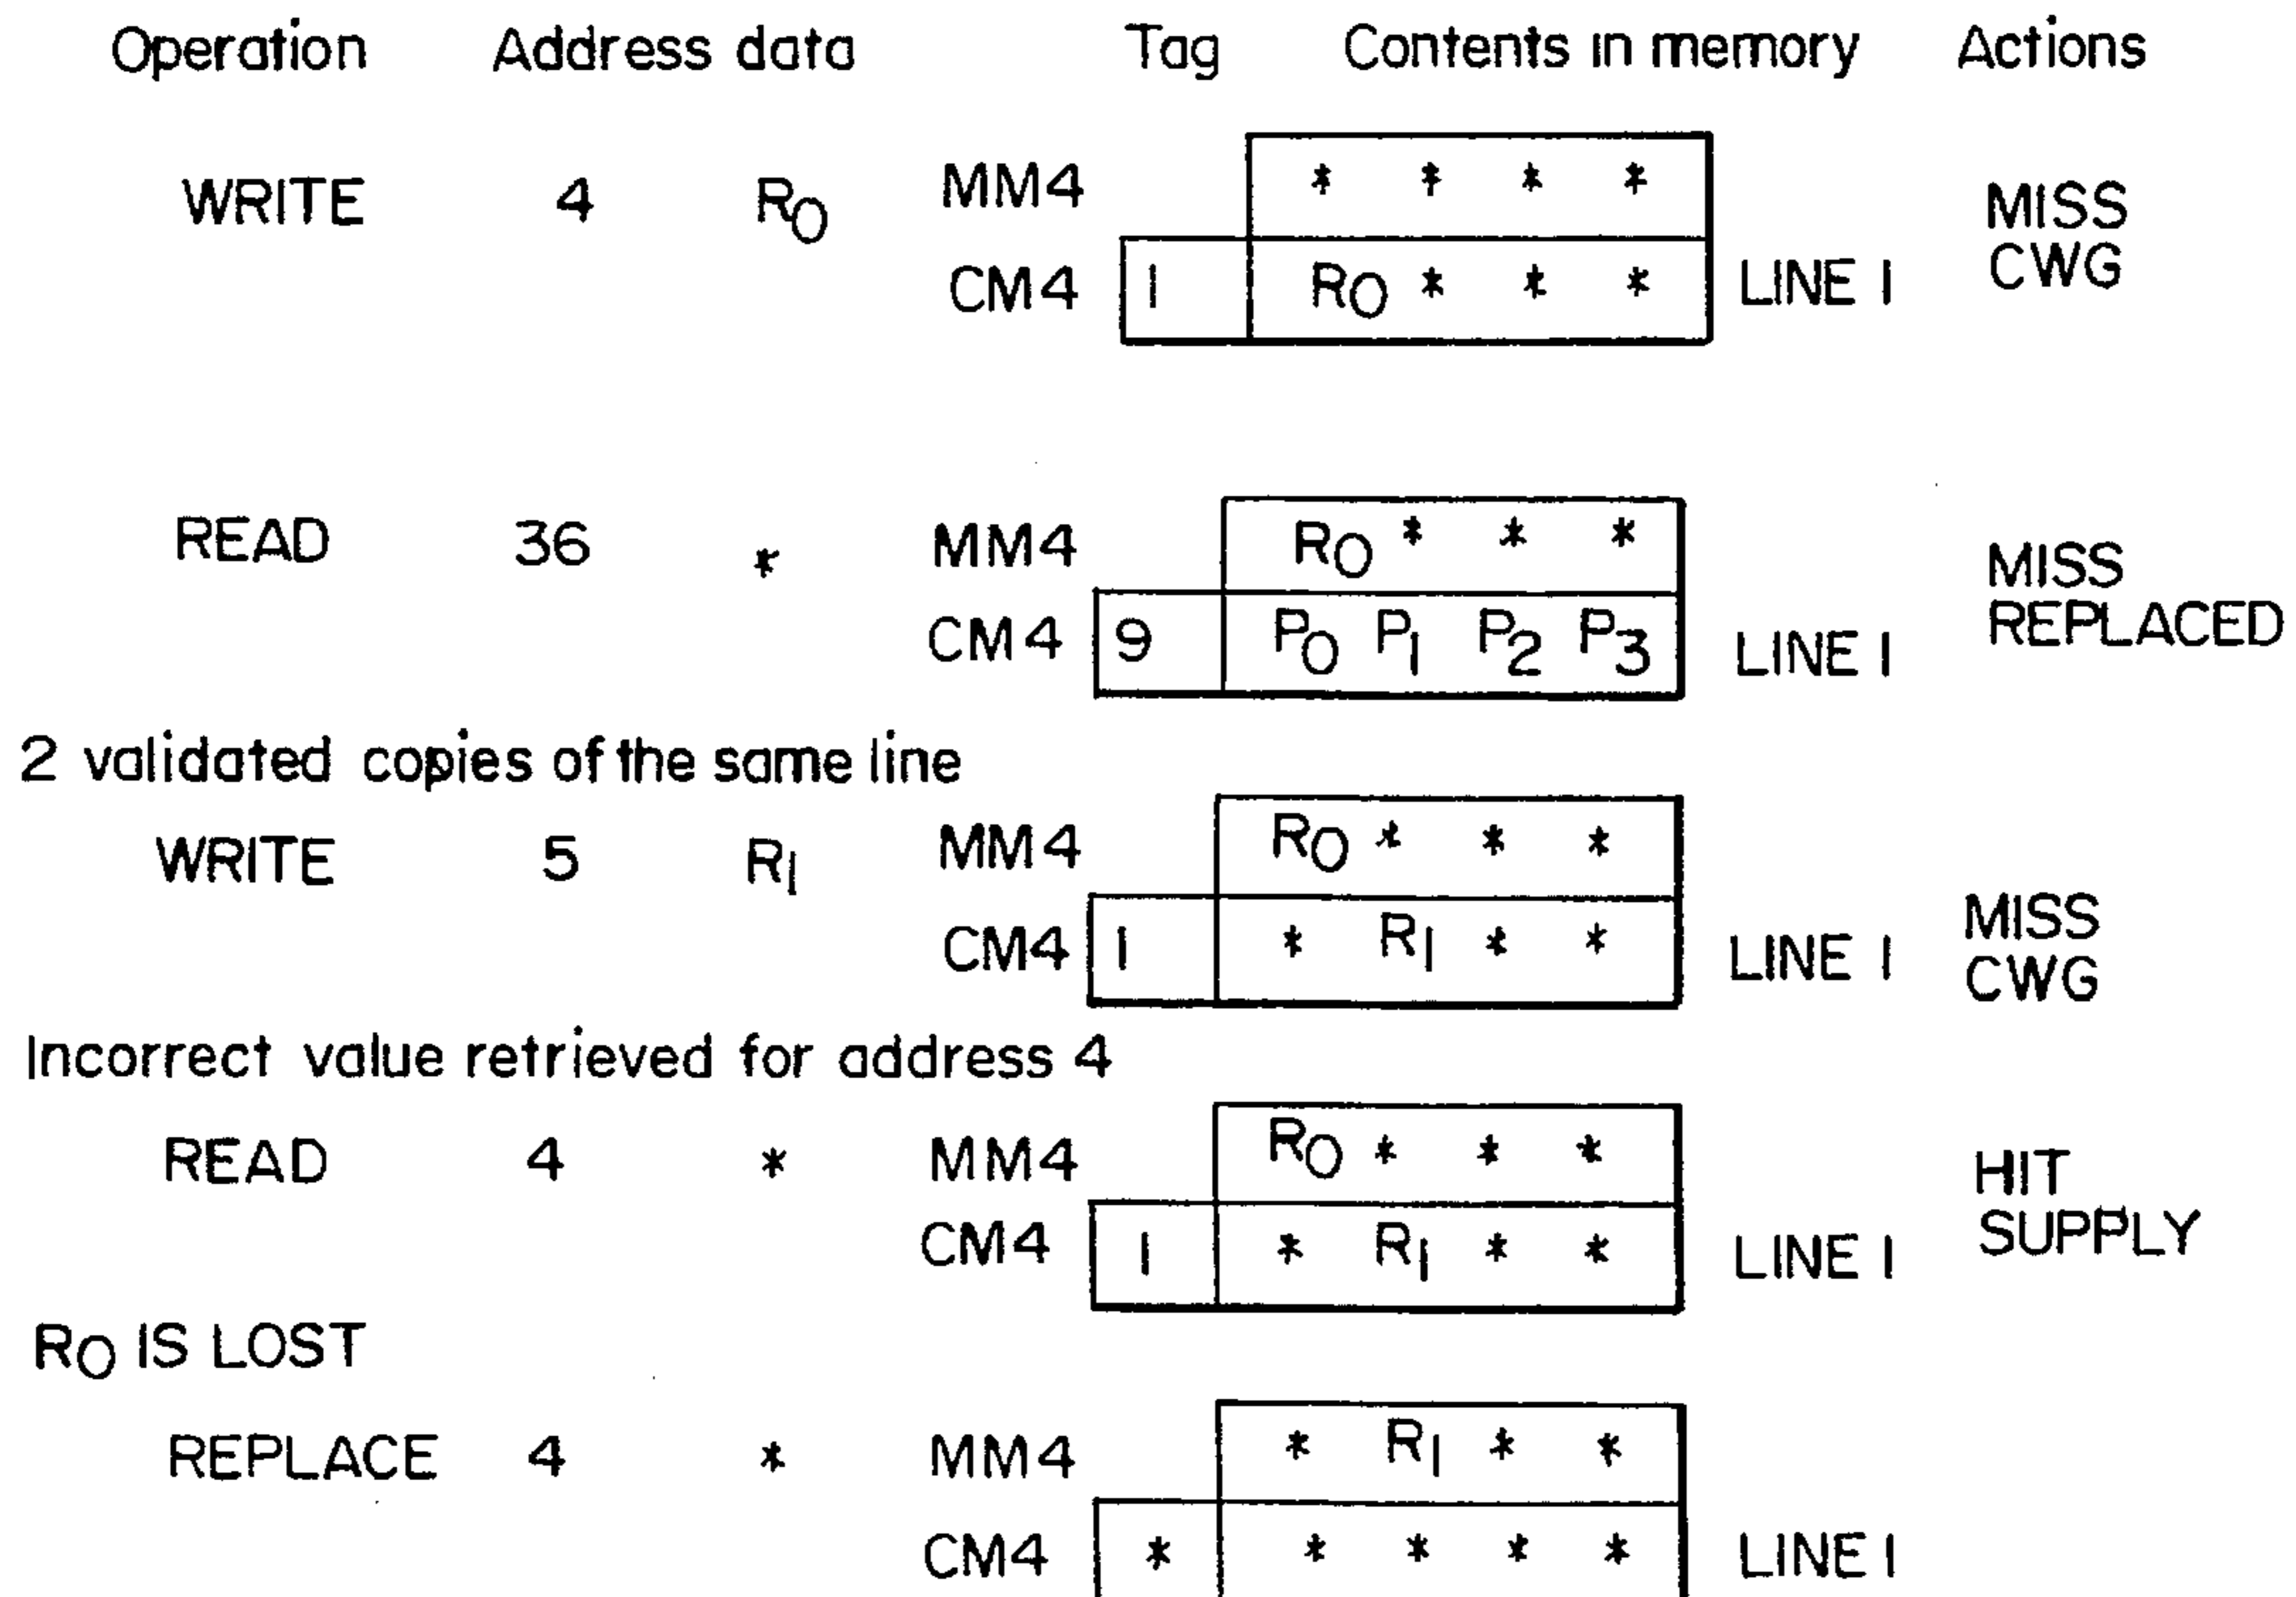 Operation Address data Tag Contents in memory Actions
WRITE 4 R0 MM4 * * * * MISS
CM4 1 R0 * * * LINE 1 CWG
READ 36 * MM4 R0 * * * MISS
CM4 9 P0 P1 P2 P3 LINE 1 REPLACED
2 validated copies of the same line
WRITE 5 R1 MM4 R0 * * *
CM4 1 * R1 * * LINE 1 MISS CWG
Incorrect value retrieved for address 4
READ 4 * MM4 R0 * * * HIT
CM4 1 * R1 * * LINE 1 SUPPLY
R0 IS LOST
REPLACE 4 * MM4 * R1 * *
CM4 * * * * * LINE 1